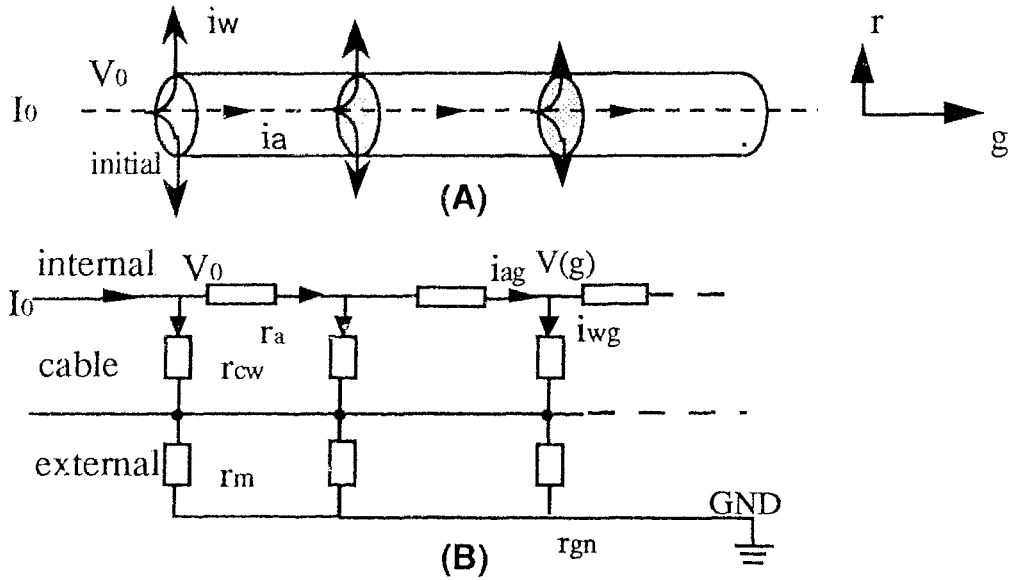 iw
r
V0
I0
ia
g
initial
(A)
internal
V0
iag
V(g)
I0
ra
iwg
cable
rcw
external
rm
GND
rgn
(B)